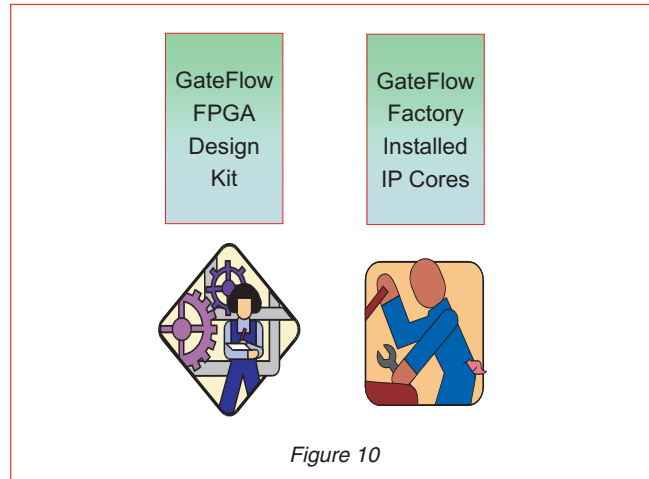 GateFlow
FPGA
Design
Kit
GateFlow
Factory
Installed
IP Cores
Figure 10